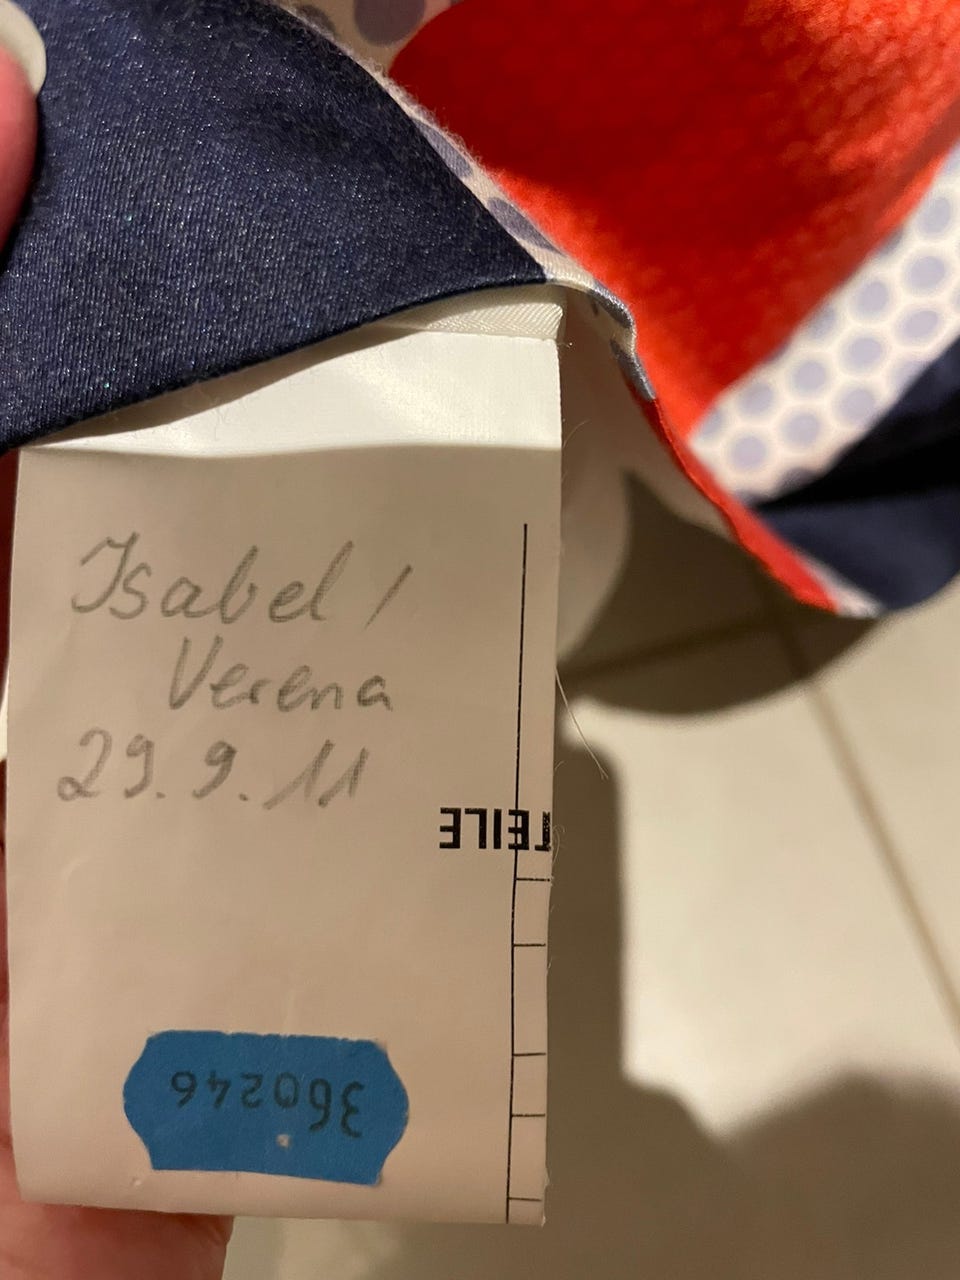 Isabel /
Verena
29.9.11
TEILE
360246